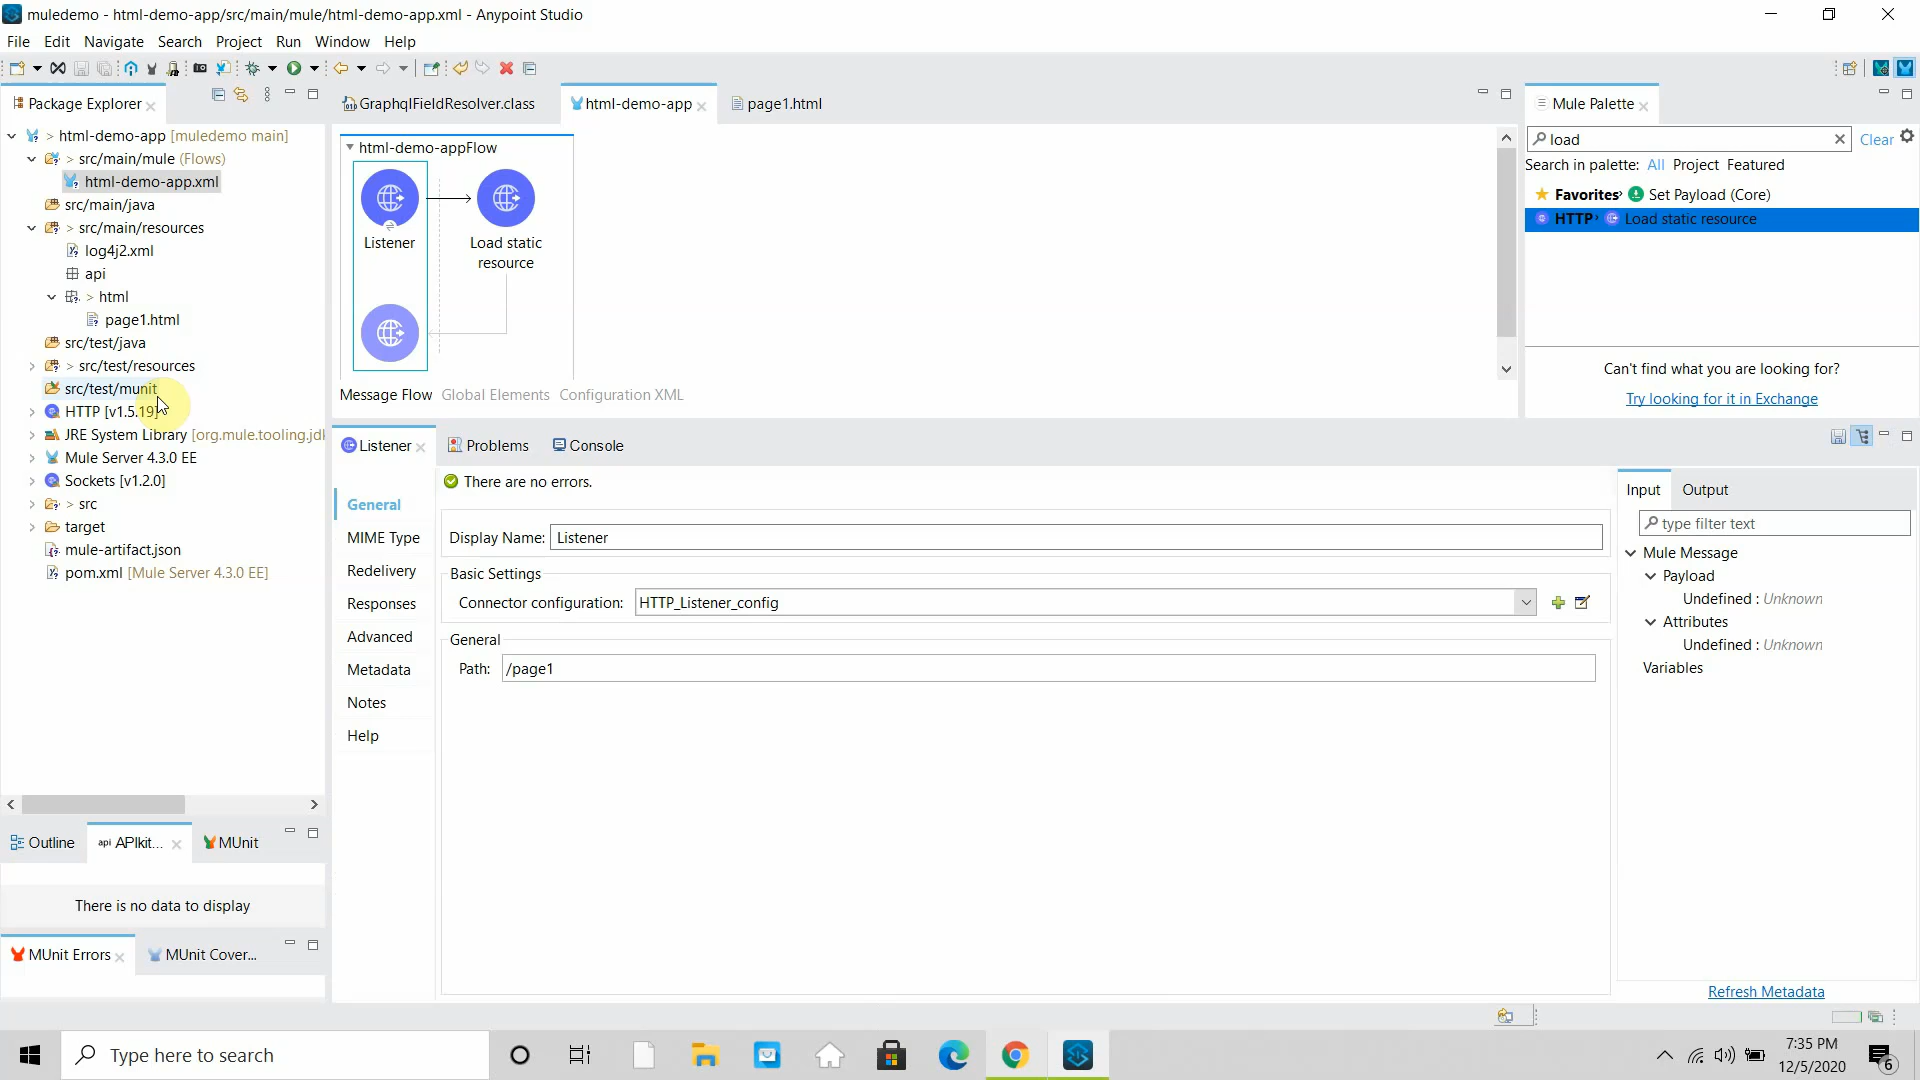 muledemo - html-demo-app/src/main/mule/html-demo-app.xml - Anypoint Studio
File Edit Navigate Search Project Run Window Help
Package Explorer
> html-demo-app [muledemo main]
> src/main/mule (Flows)
html-demo-app.xml
src/main/java
> src/main/resources
log4j2.xml
api
> html
page1.html
src/test/java
> src/test/resources
src/test/munit
HTTP [v1.5.19]
JRE System Library [org.mule.tooling.jdk
Mule Server 4.3.0 EE
Sockets [v1.2.0]
> src
target
mule-artifact.json
pom.xml [Mule Server 4.3.0 EE]
Outline
api APIkit...
MUnit
There is no data to display
MUnit Errors
MUnit Cover...
GraphqlFieldResolver.class
html-demo-app
page1.html
html-demo-appFlow
Listener
Load static
resource
Message Flow Global Elements Configuration XML
Listener
Problems
Console
There are no errors.
General
MIME Type
Redelivery
Responses
Advanced
Metadata
Notes
Help
Display Name: Listener
Basic Settings
Connector configuration: HTTP_Listener_config
General
Path: /page1
Mule Palette
load
Clear
Search in palette: All Project Featured
Favorites› Set Payload (Core)
HTTP› Load static resource
Can't find what you are looking for?
Try looking for it in Exchange
Input Output
type filter text
Mule Message
Payload
Undefined : Unknown
Attributes
Undefined : Unknown
Variables
Refresh Metadata
Type here to search
7:35 PM
12/5/2020
6